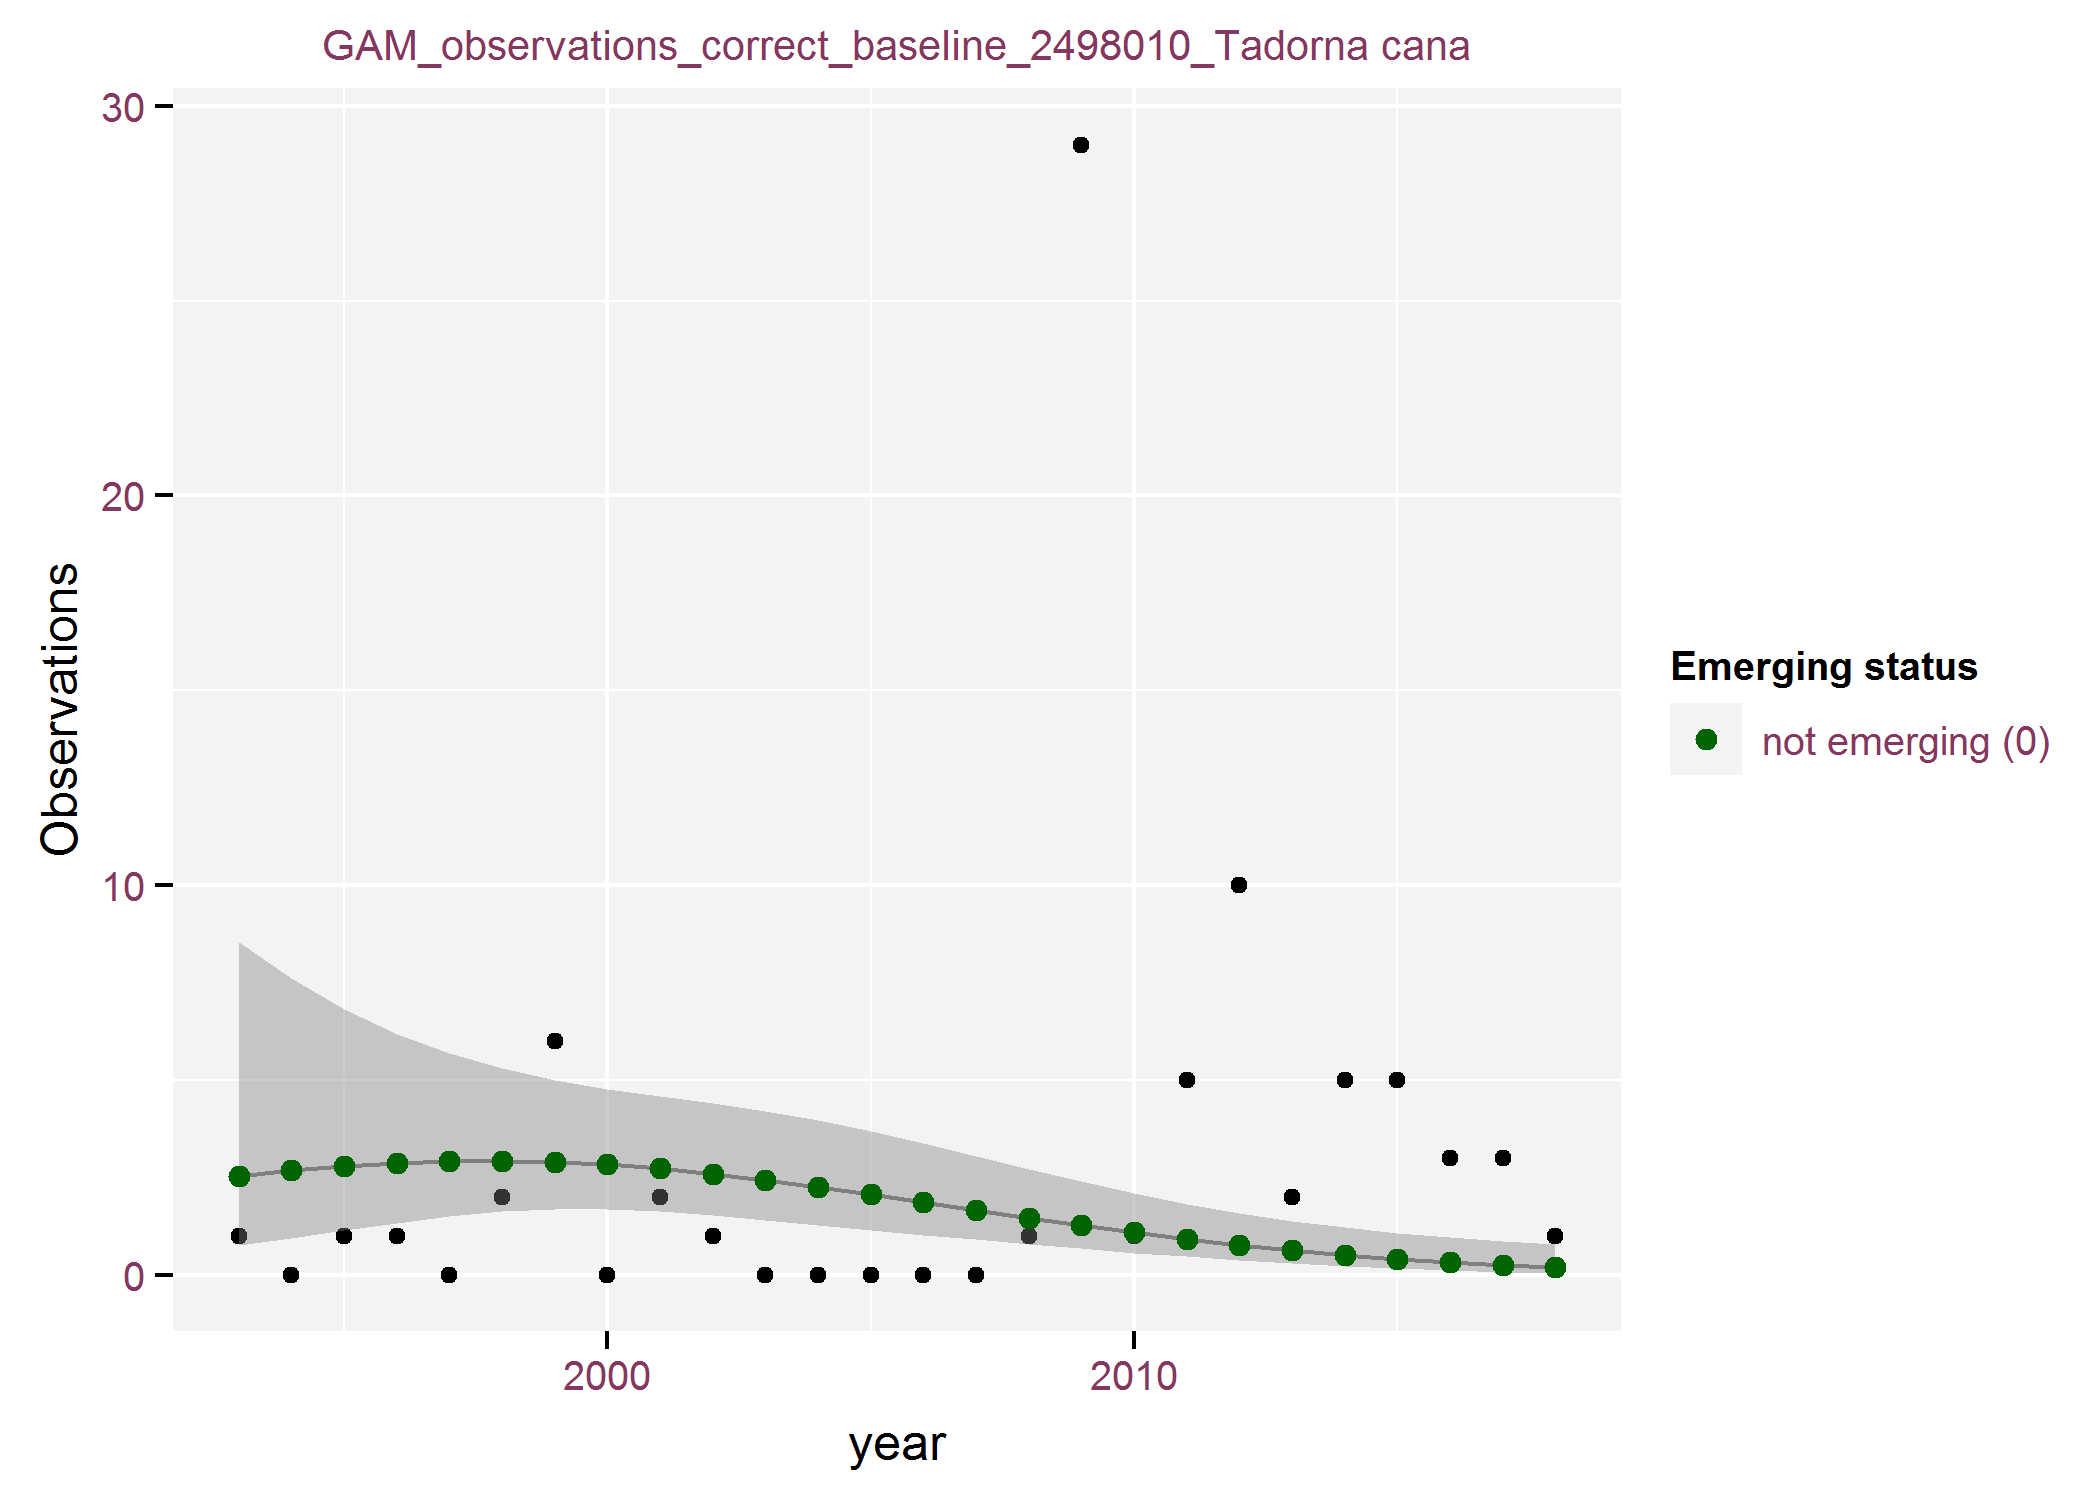 GAM_observations_correct_baseline_2498010_Tadorna cana
30
20
10
0
Observations
2000
2010
year
Emerging status
not emerging (0)